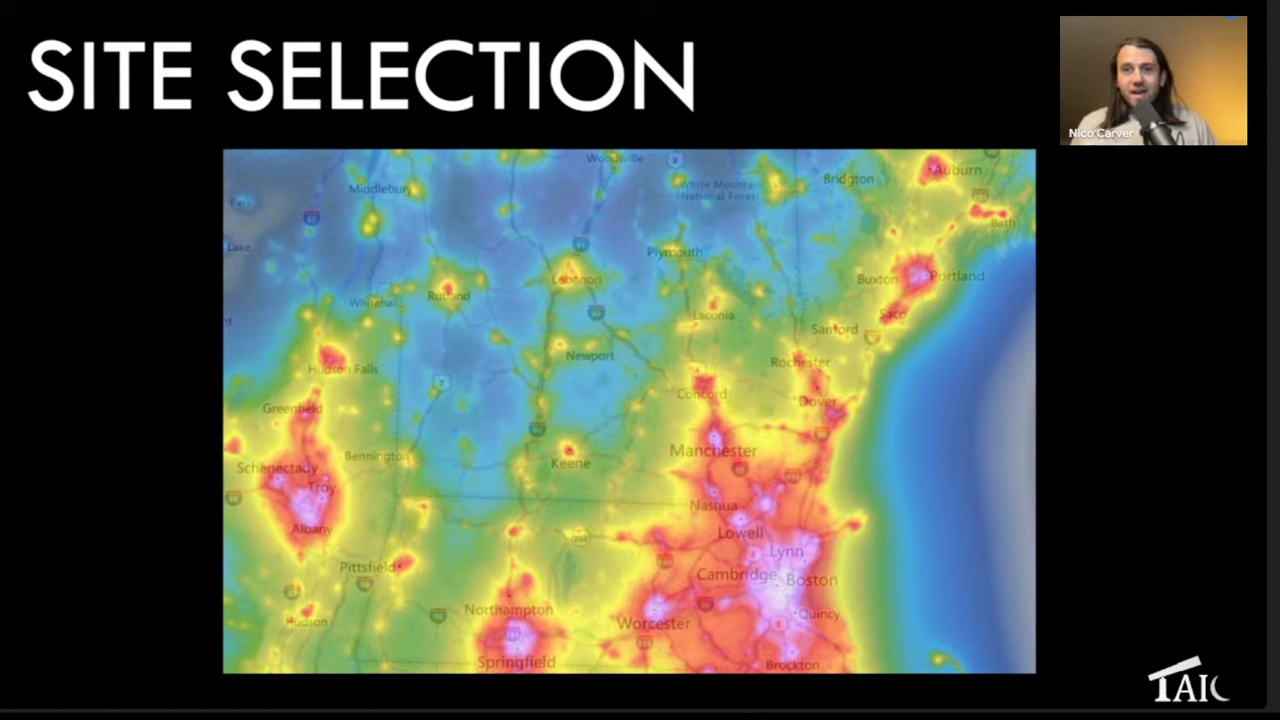 SITE SELECTION
Nico Carver
Woodsville
Middlebury
White Mountain
National Forest
Bridgton
Auburn
Bath
Lake
Plymouth
Lebanon
Buxton
Portland
Rutland
Whitehall
Laconia
Saco
Sanford
Newport
Rochester
Hudson Falls
7
Concord
Dover
Greenfield
Manchester
Bennington
Keene
Schenectady
Troy
Nashua
Albany
Lowell
Lynn
Pittsfield
Cambridge
Boston
Northampton
Hudson
Worcester
Quincy
Springfield
Brockton
TAIC